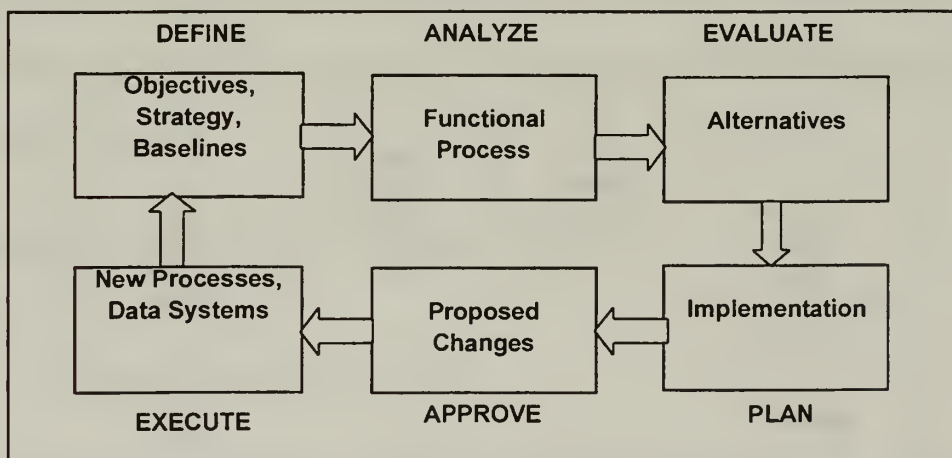 DEFINE
ANALYZE
EVALUATE
Objectives,
Strategy,
Baselines
Functional
Process
Alternatives
New Processes,
Data Systems
Proposed
Changes
Implementation
EXECUTE
APPROVE
PLAN